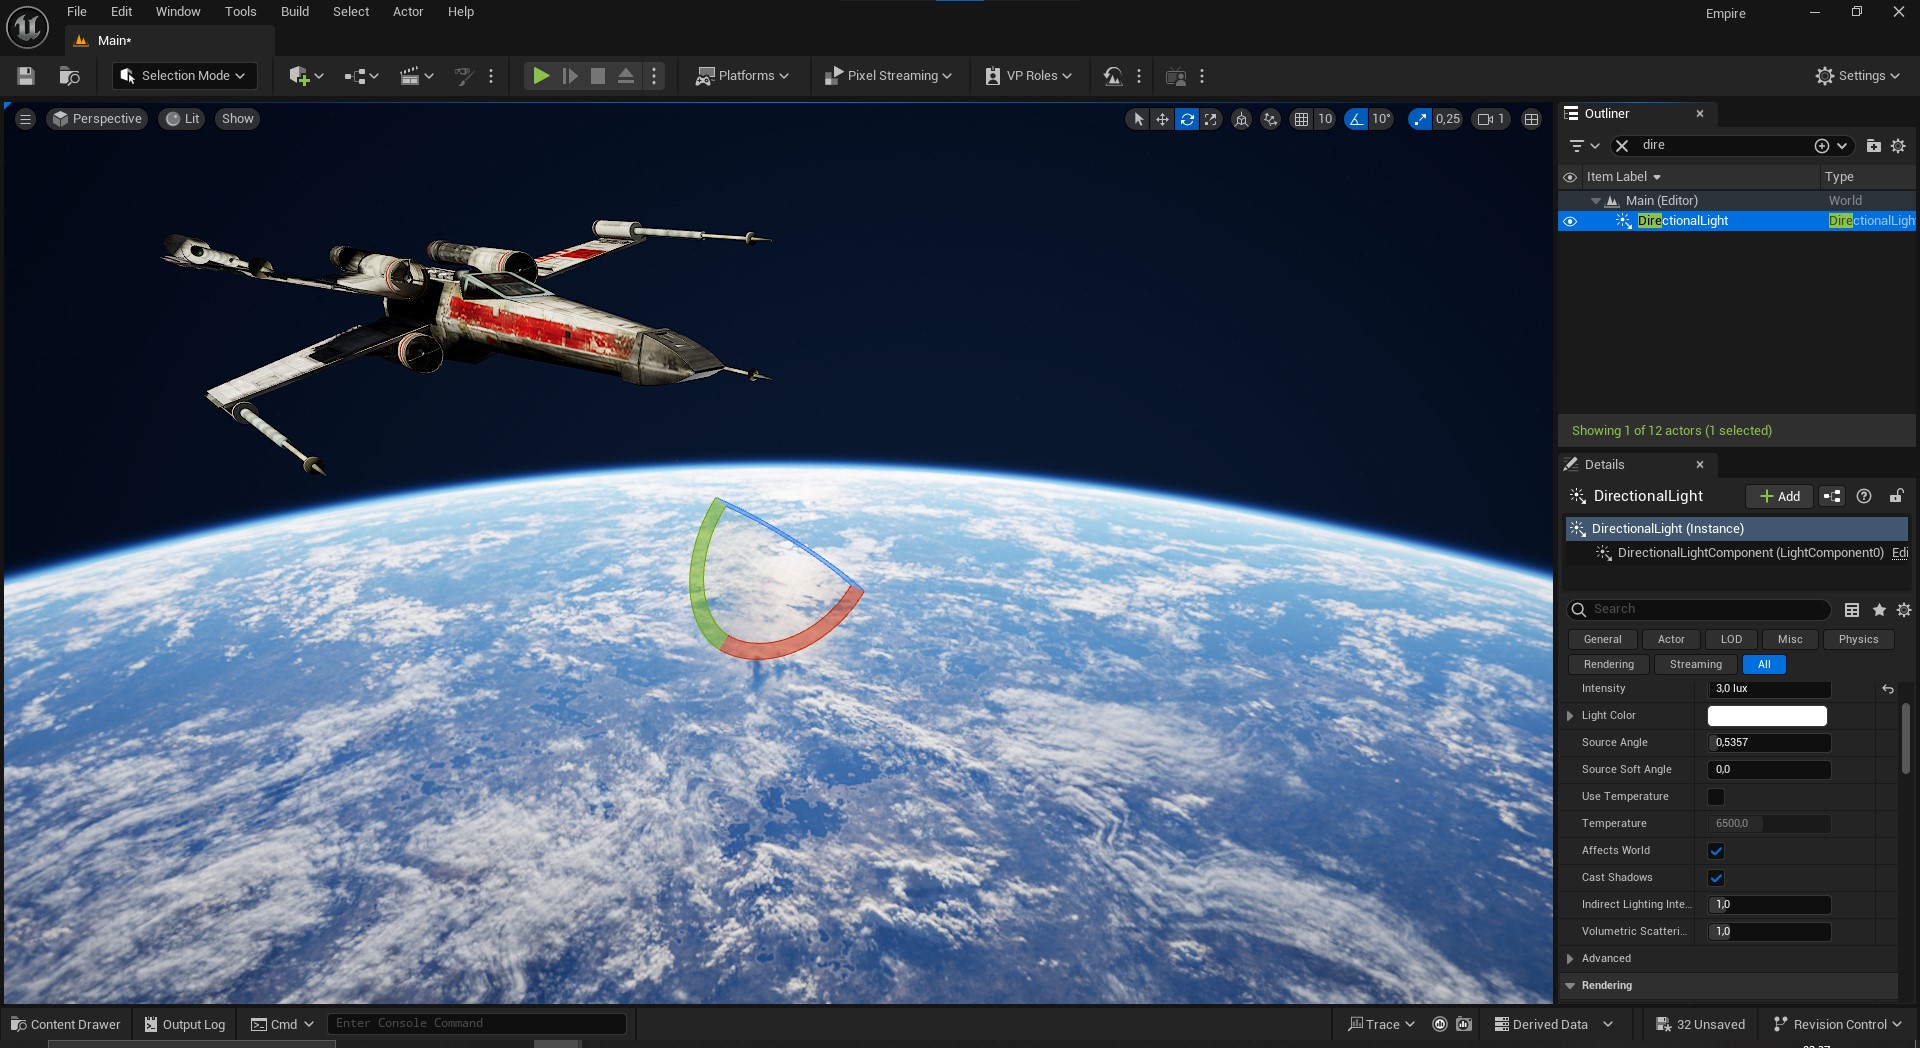 File Edit Window Tools Build Select Actor Help
Empire
Main*
Selection Mode
Platforms
Pixel Streaming
VP Roles
Settings
Perspective
Lit
Show
10
10°
0,25
1
Outliner
dire
Item Label
Type
Main (Editor)
World
DirectionalLight
DirectionalLigh
Showing 1 of 12 actors (1 selected)
Details
DirectionalLight
Add
DirectionalLight (Instance)
DirectionalLightComponent (LightComponent0)
Edi
Search
General
Actor
LOD
Misc
Physics
Rendering
Streaming
All
Intensity
3,0 lux
Light Color
Source Angle
0,5357
Source Soft Angle
0,0
Use Temperature
Temperature
6500,0
Affects World
Cast Shadows
Indirect Lighting Inte...
1,0
Volumetric Scatteri...
1,0
Advanced
Rendering
Content Drawer
Output Log
Cmd
Enter Console Command
Trace
Derived Data
32 Unsaved
Revision Control